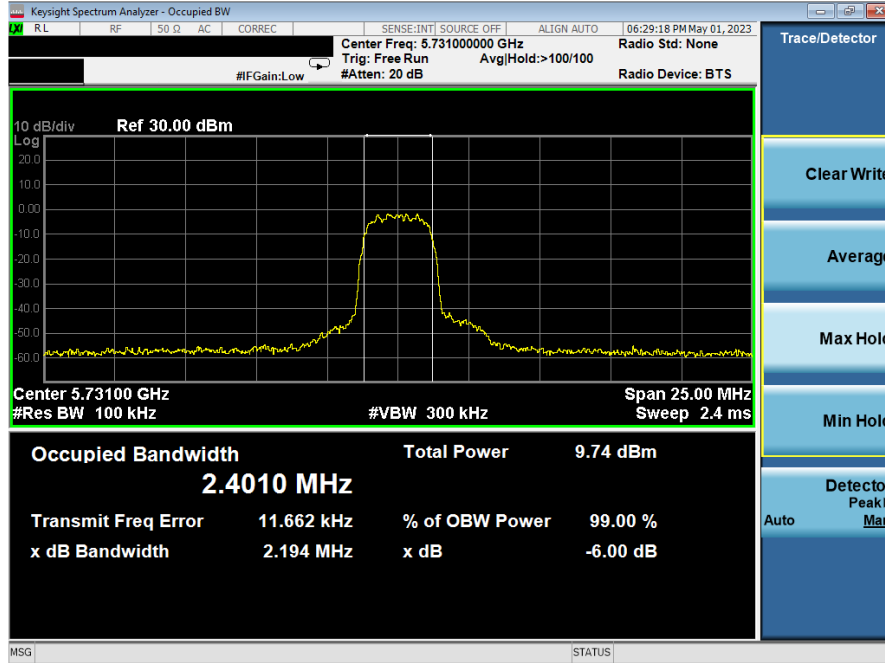 Keysight Spectrum Analyzer - Occupied BW
LXI RL RF 50 Ω AC CORREC SENSE:INT SOURCE OFF ALIGN AUTO 06:29:18 PM May 01, 2023
Center Freq: 5.731000000 GHz Radio Std: None
Trig: Free Run Avg|Hold:>100/100
#IFGain:Low #Atten: 20 dB Radio Device: BTS
10 dB/div Ref 30.00 dBm
Log
20.0
10.0
0.00
-10.0
-20.0
-30.0
-40.0
-50.0
-60.0
Center 5.73100 GHz Span 25.00 MHz
#Res BW 100 kHz #VBW 300 kHz Sweep 2.4 ms
Occupied Bandwidth Total Power 9.74 dBm
2.4010 MHz
Transmit Freq Error 11.662 kHz % of OBW Power 99.00 %
x dB Bandwidth 2.194 MHz x dB -6.00 dB
MSG STATUS
Trace/Detector
Clear Write
Average
Max Hold
Min Hold
Detecto
Peak
Auto Man